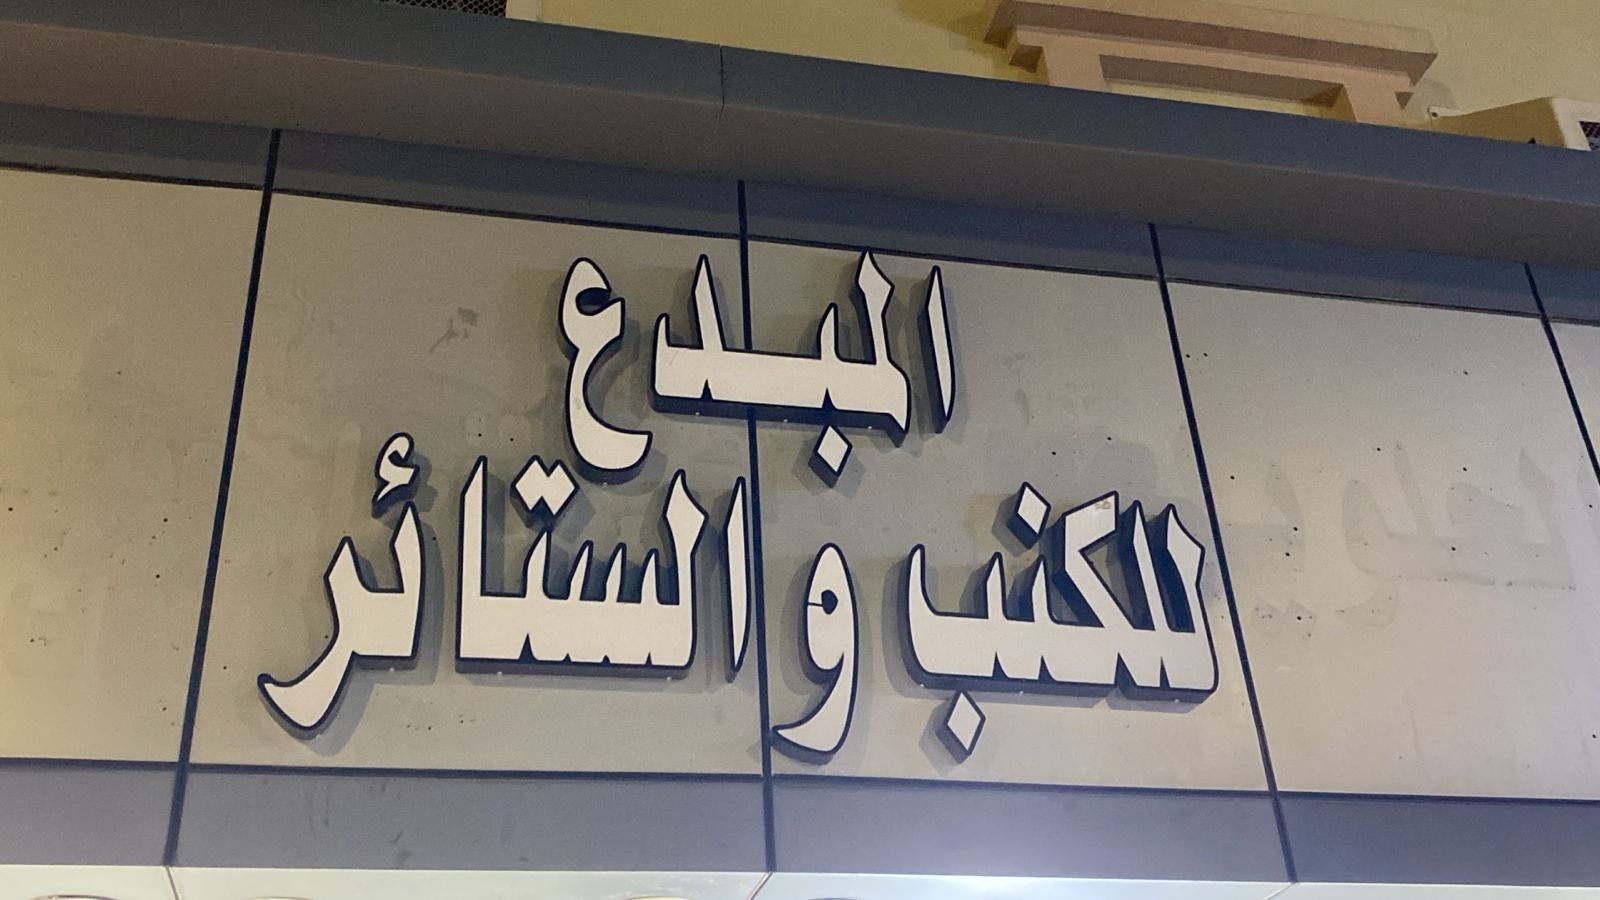 المبدع
للكنب والستائر